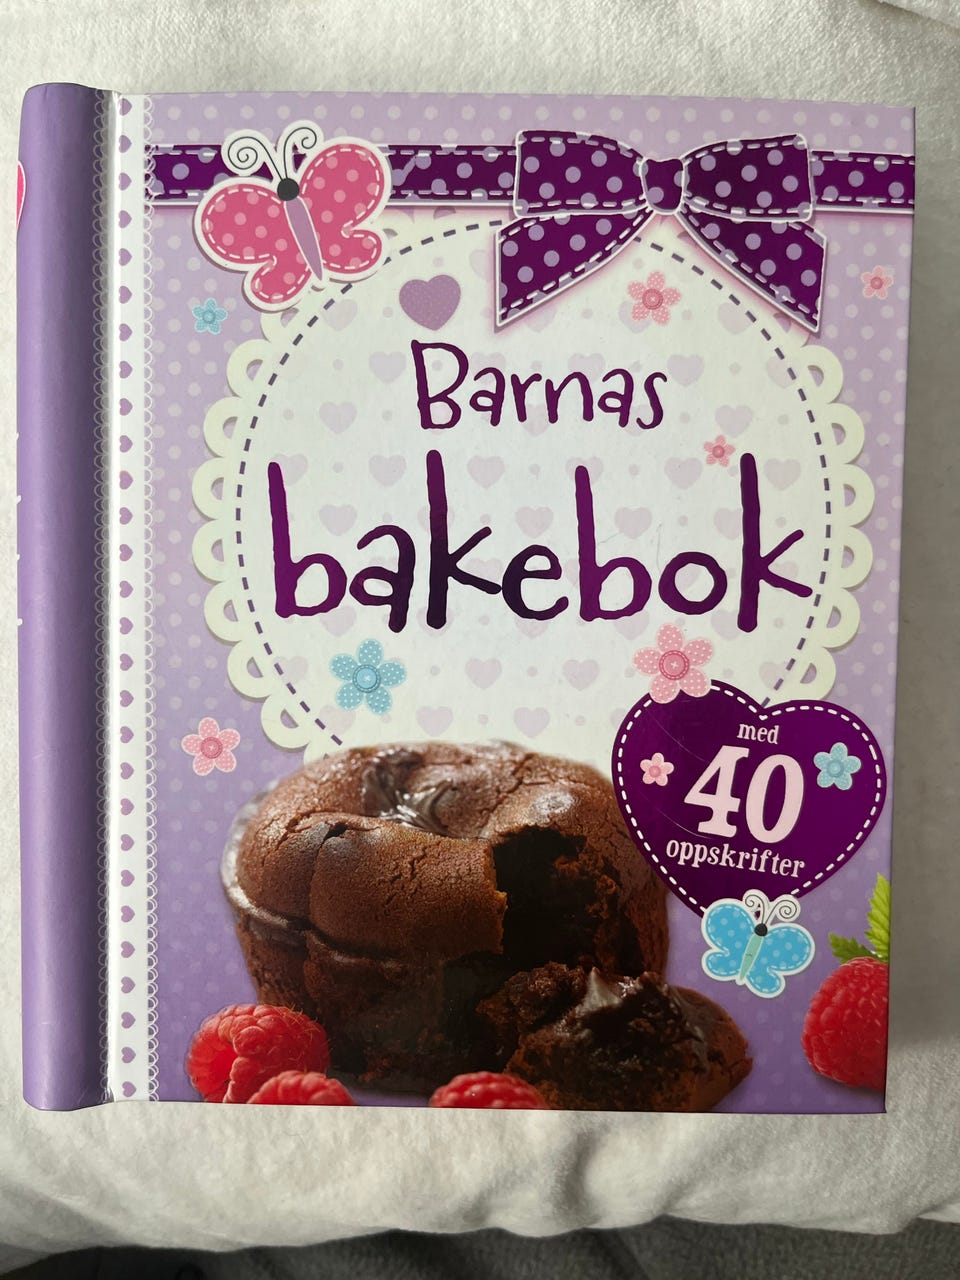 Barnas
bakebok
med
40
oppskrifter